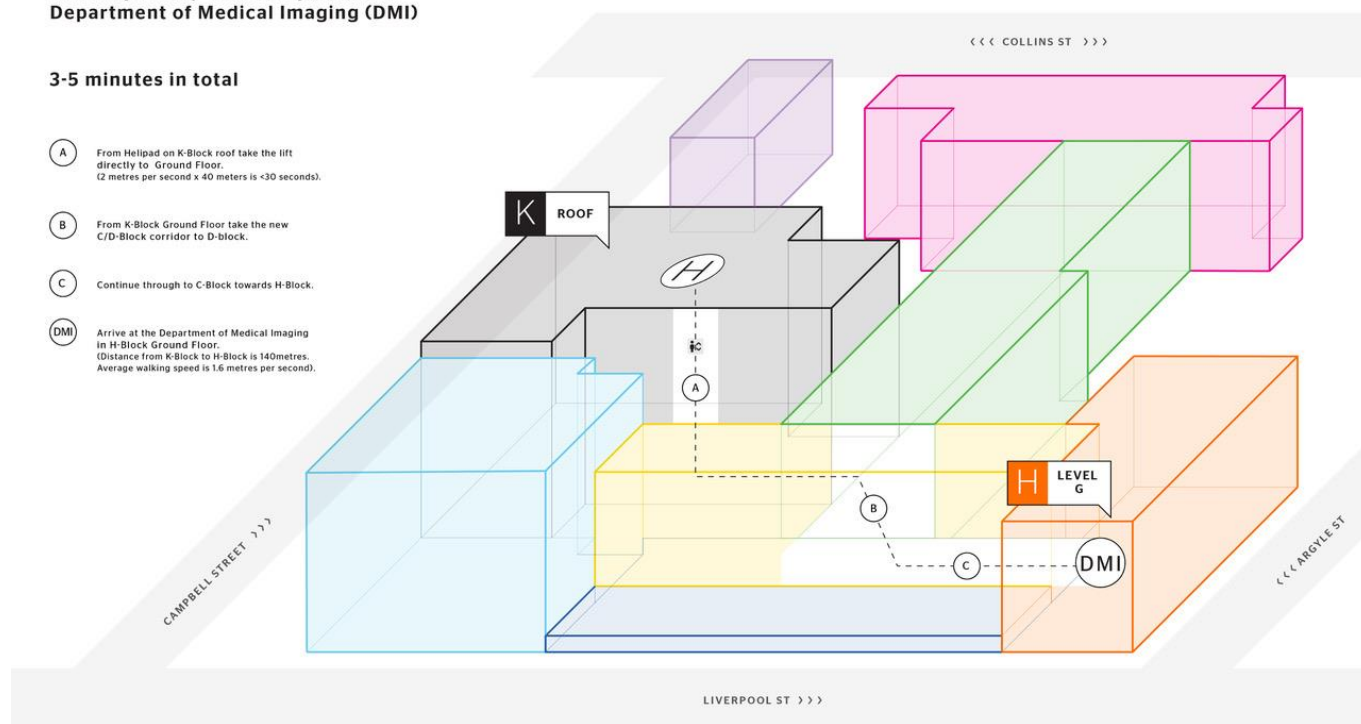 Department of Medical Imaging (DMI)
3-5 minutes in total
A
From Helipad on K-Block roof take the lift
directly to Ground Floor.
(2 metres per second x 40 meters is <30 seconds).
B
From K-Block Ground Floor take the new
C/D-Block corridor to D-block.
C
Continue through to C-Block towards H-Block.
DMI
Arrive at the Department of Medical Imaging
in H-Block Ground Floor.
(Distance from K-Block to H-Block is 140metres.
Average walking speed is 1.6 metres per second).
‹‹‹ COLLINS ST ›››
K ROOF
H
A
H LEVEL
G
B
C
DMI
CAMPBELL STREET ›››
‹‹‹ ARGYLE ST
LIVERPOOL ST ›››